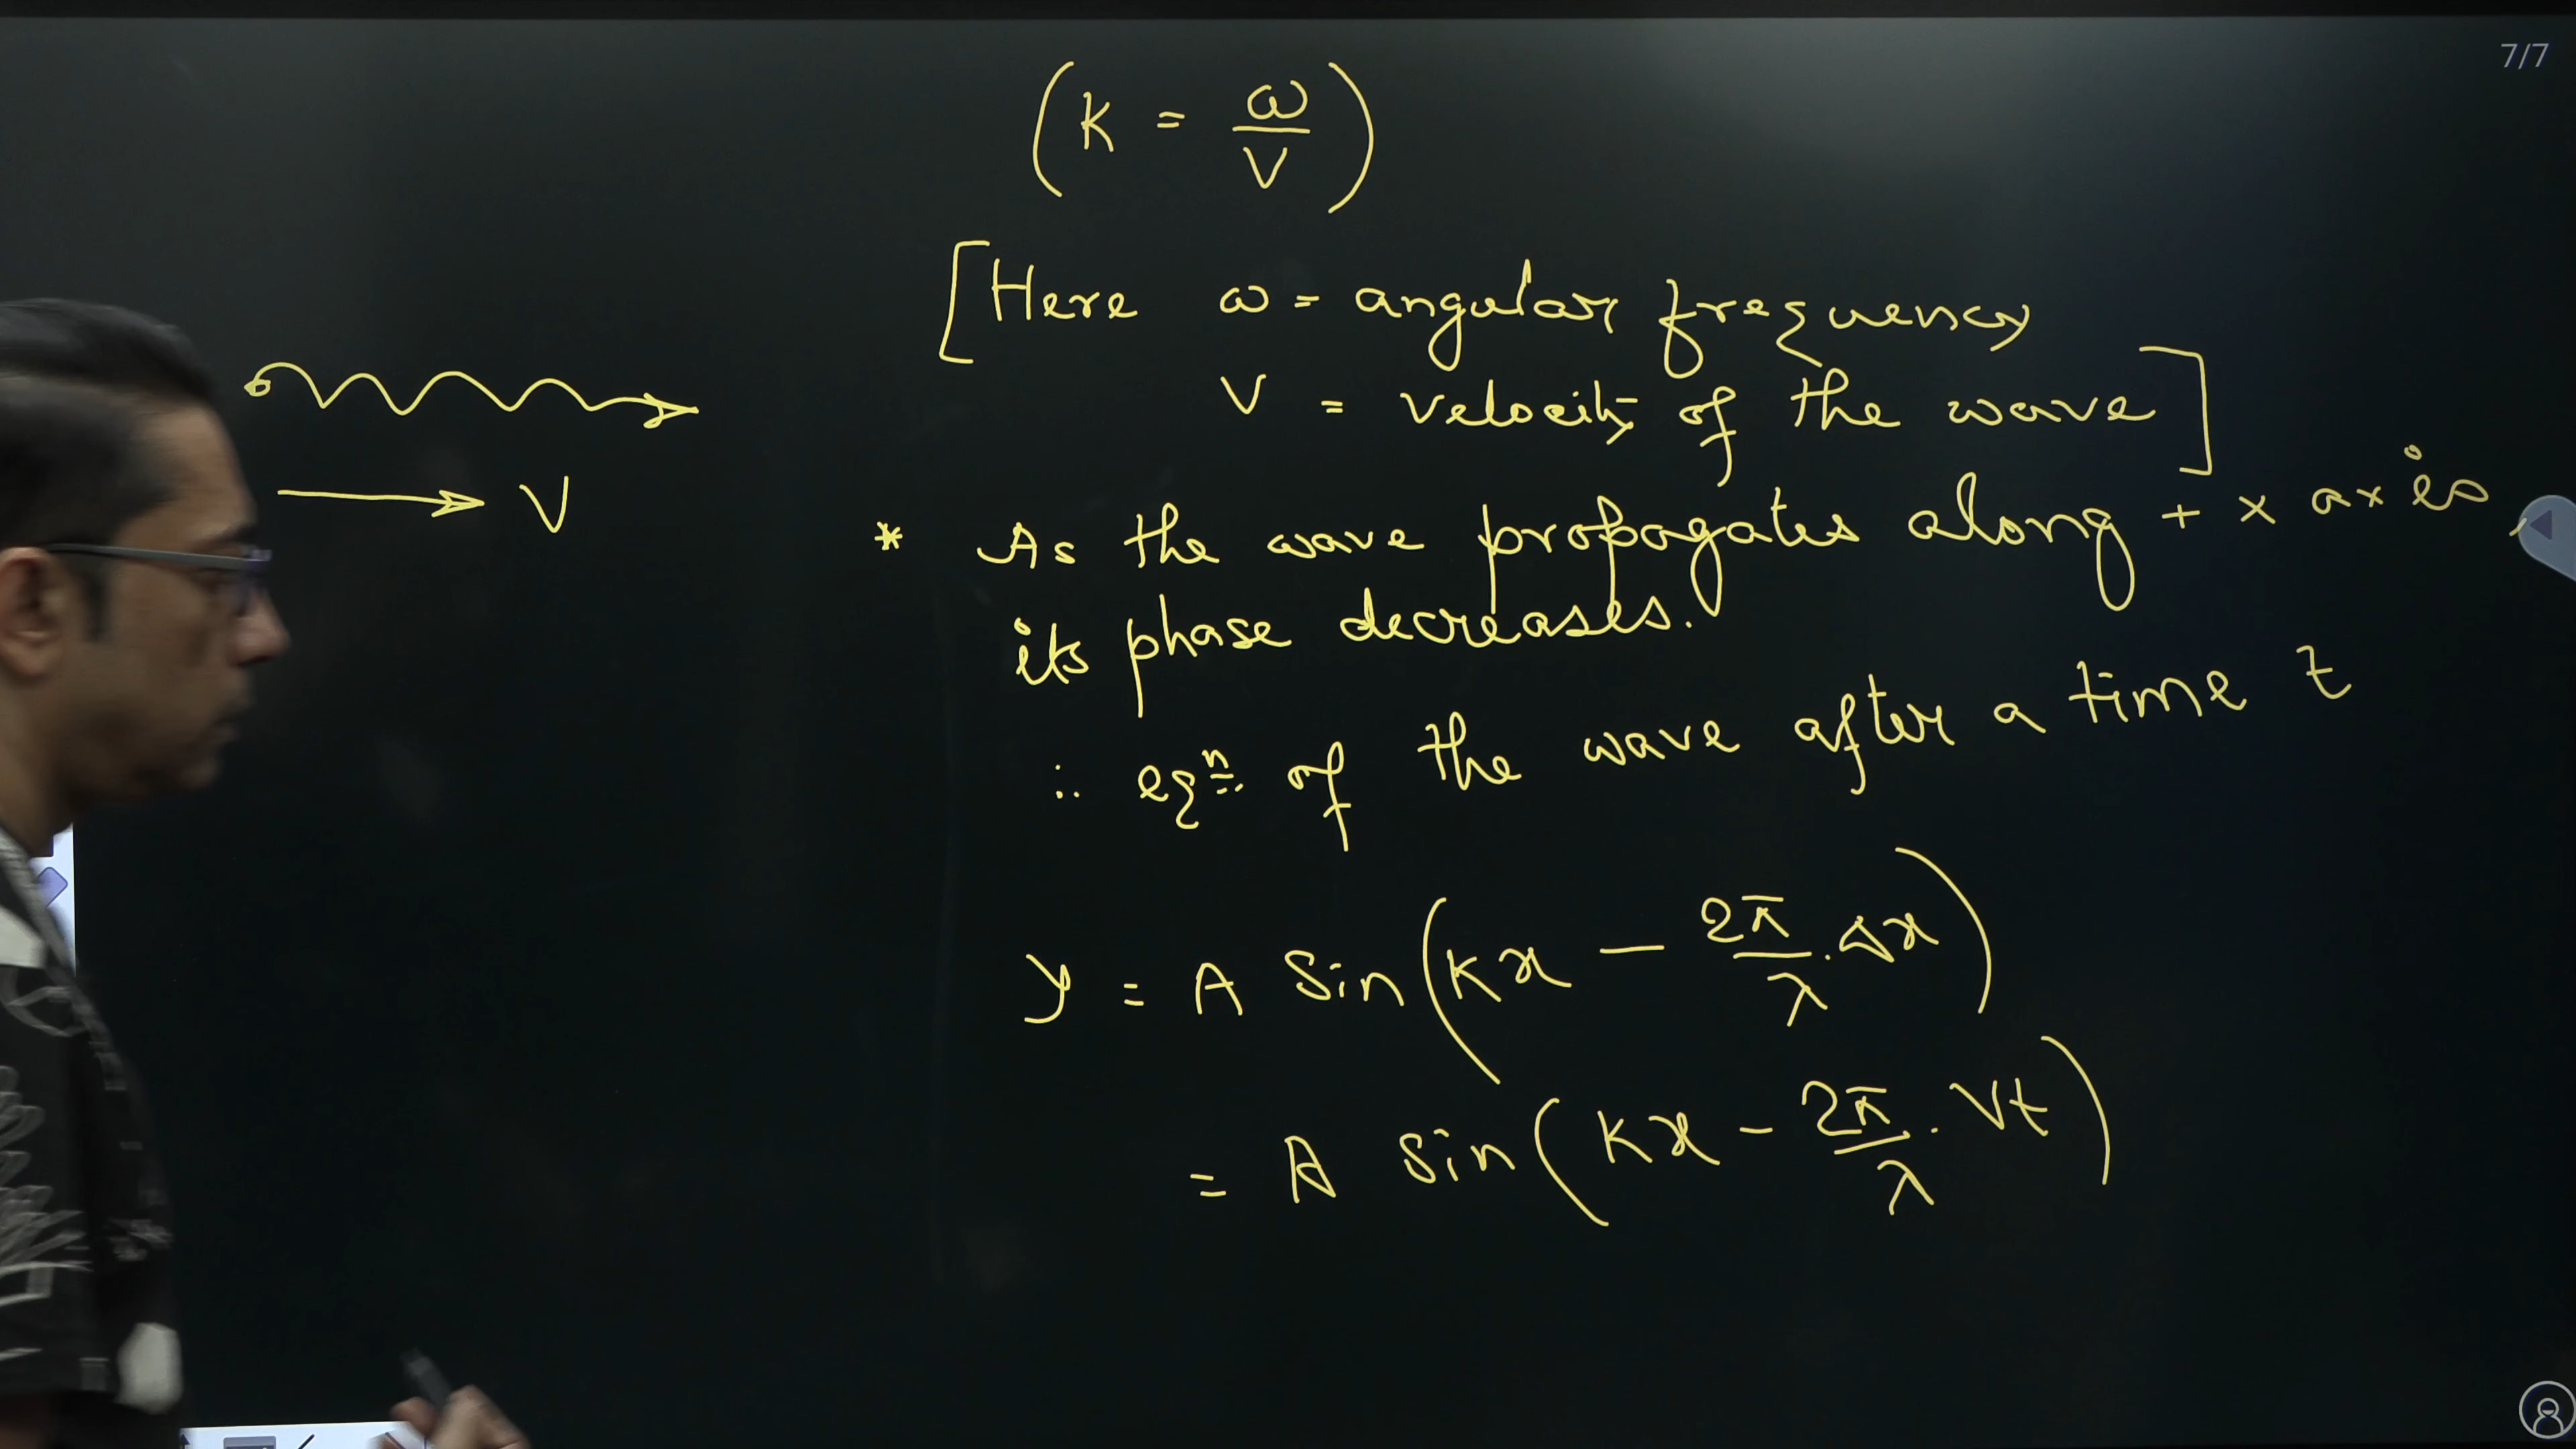 7/7
(K = ω/V)
[Here ω = angular frequency
V = velocity of the wave]
V
* As the wave propagates along + x axis,
its phase decreases.
∴ eqⁿ of the wave after a time t
y = A Sin(Kx − 2π/λ . Δx)
= A Sin(Kx − 2π/λ . Vt)